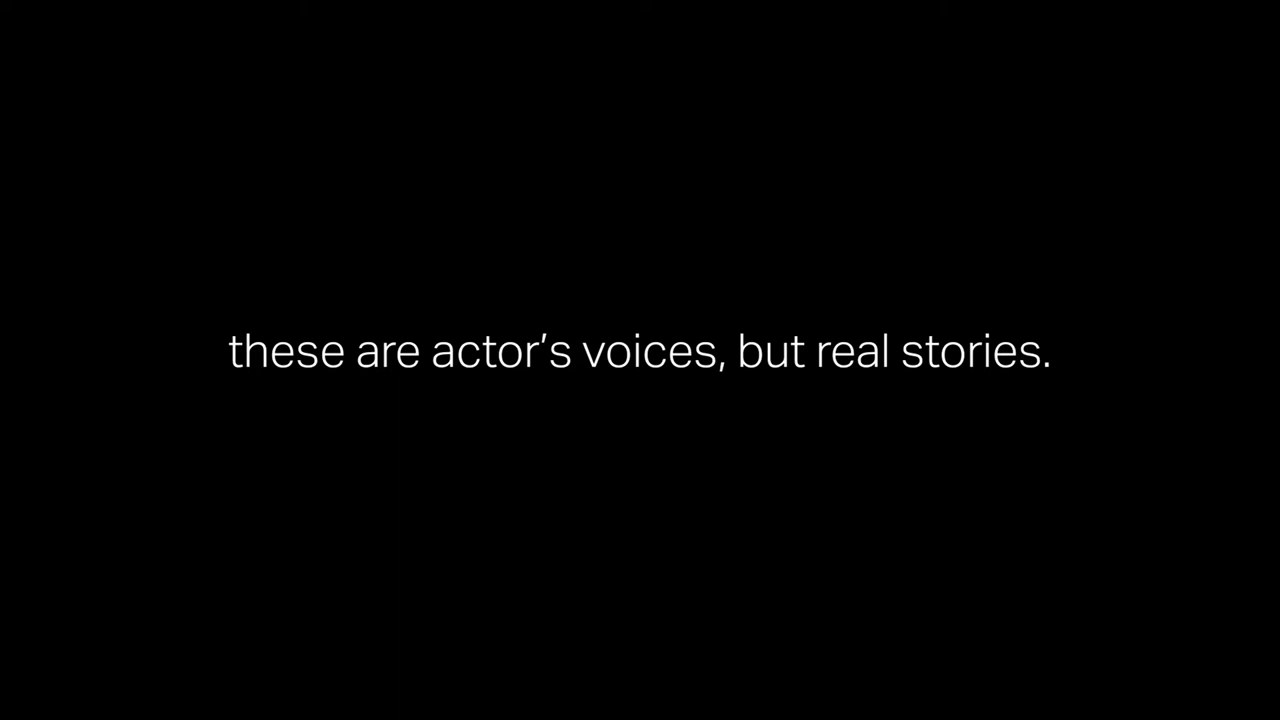 these are actor’s voices, but real stories.